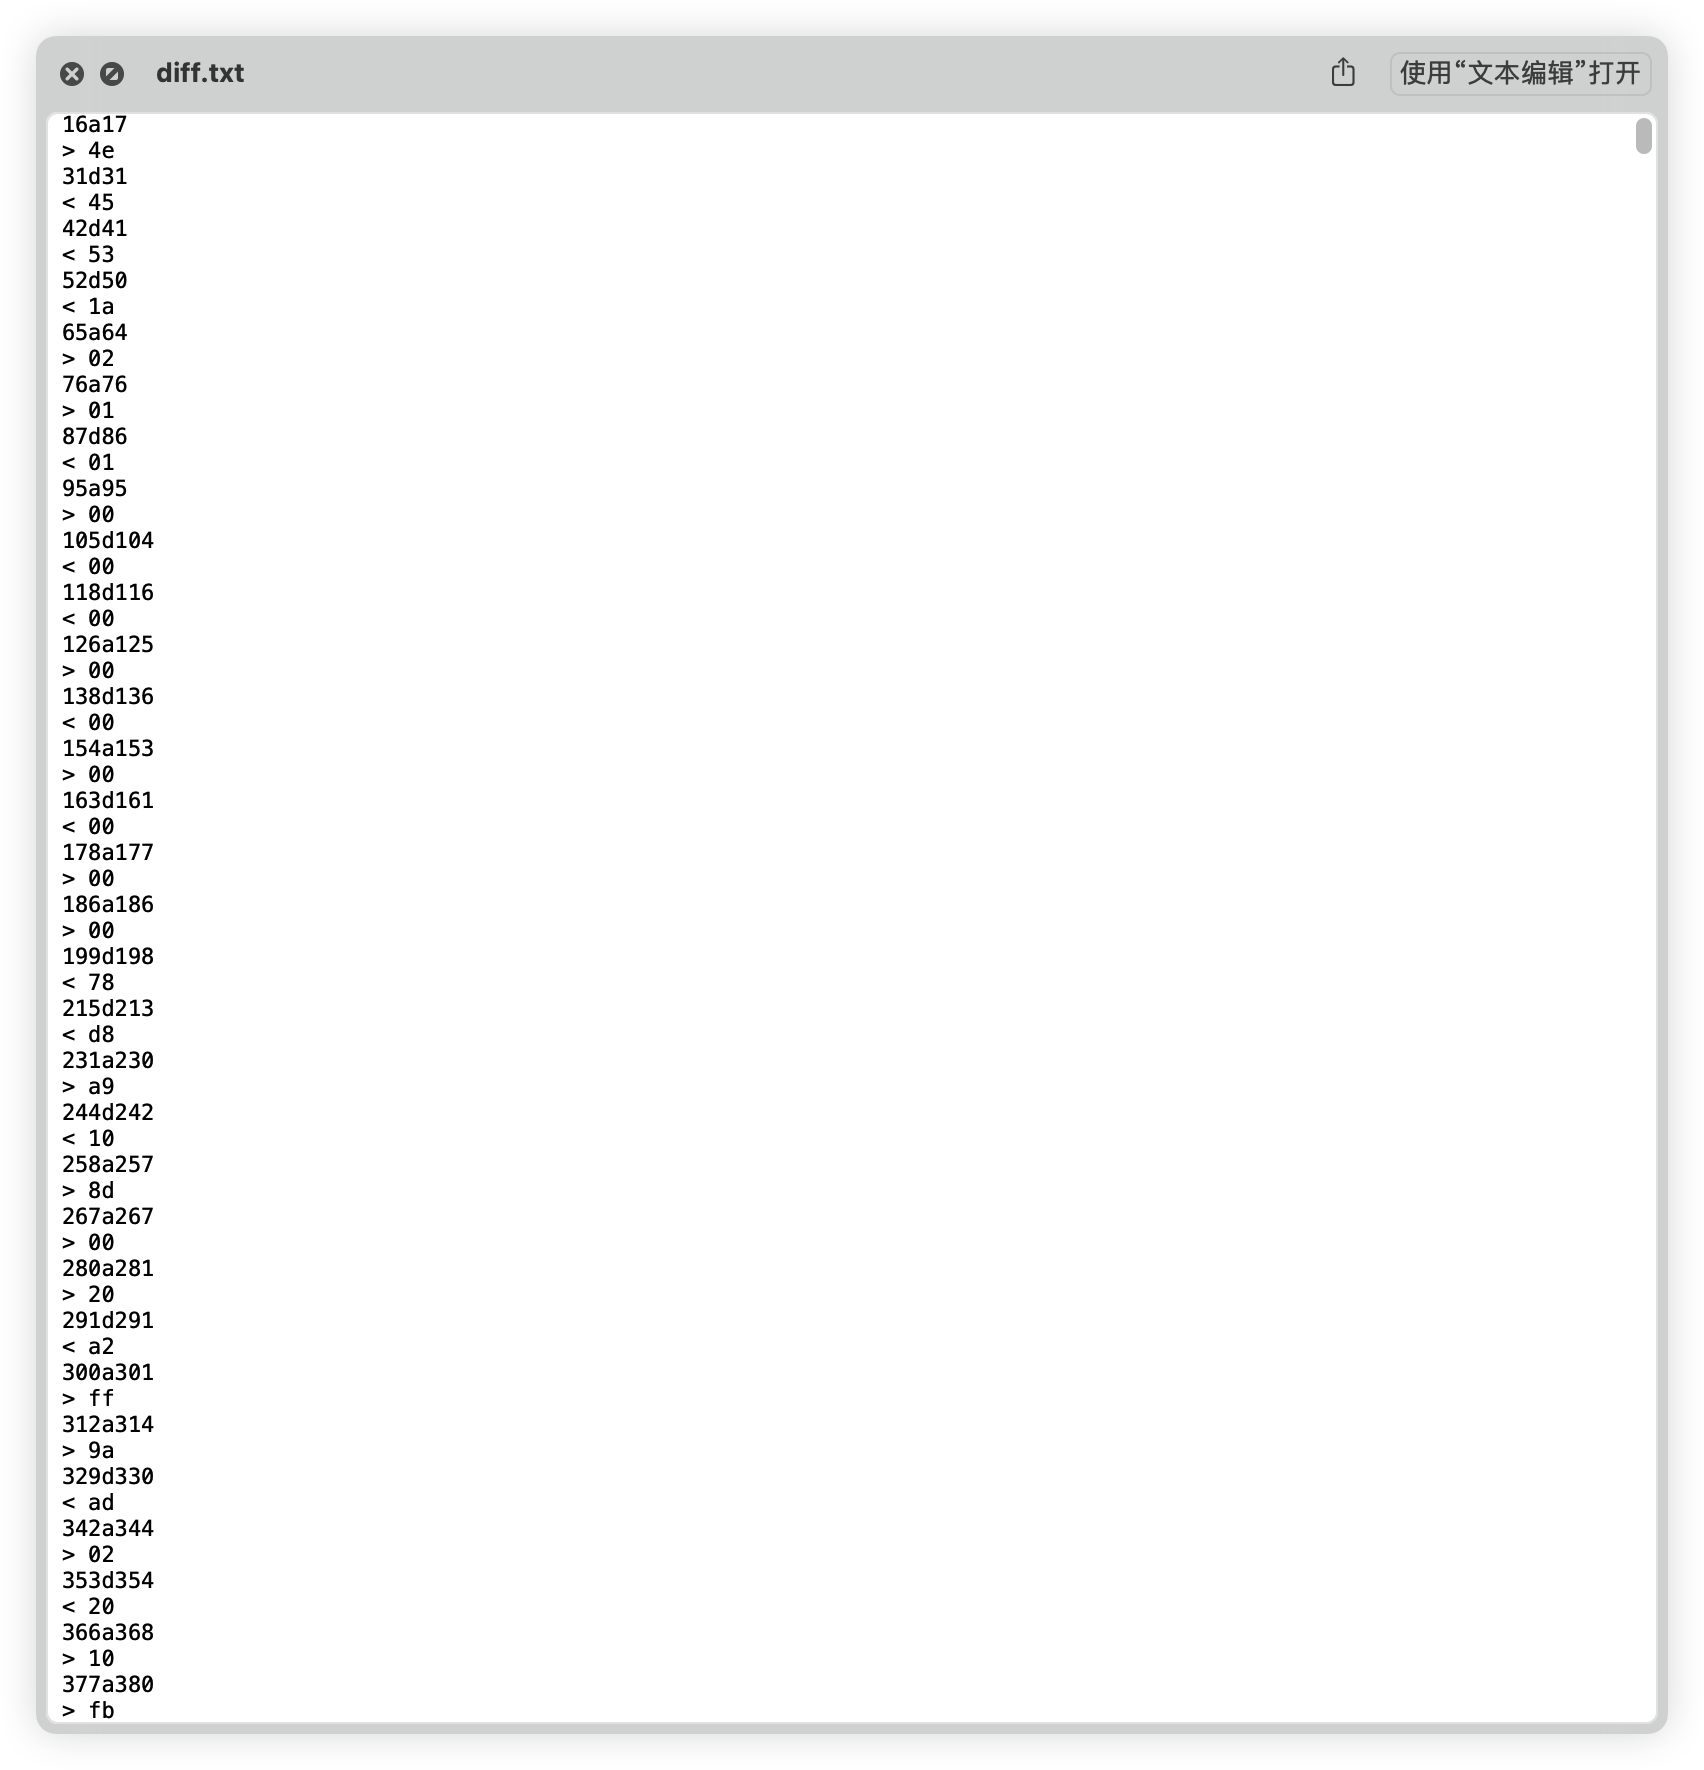 diff.txt
使用“文本编辑”打开
16a17
> 4e
31d31
< 45
42d41
< 53
52d50
< 1a
65a64
> 02
76a76
> 01
87d86
< 01
95a95
> 00
105d104
< 00
118d116
< 00
126a125
> 00
138d136
< 00
154a153
> 00
163d161
< 00
178a177
> 00
186a186
> 00
199d198
< 78
215d213
< d8
231a230
> a9
244d242
< 10
258a257
> 8d
267a267
> 00
280a281
> 20
291d291
< a2
300a301
> ff
312a314
> 9a
329d330
< ad
342a344
> 02
353d354
< 20
366a368
> 10
377a380
> fb